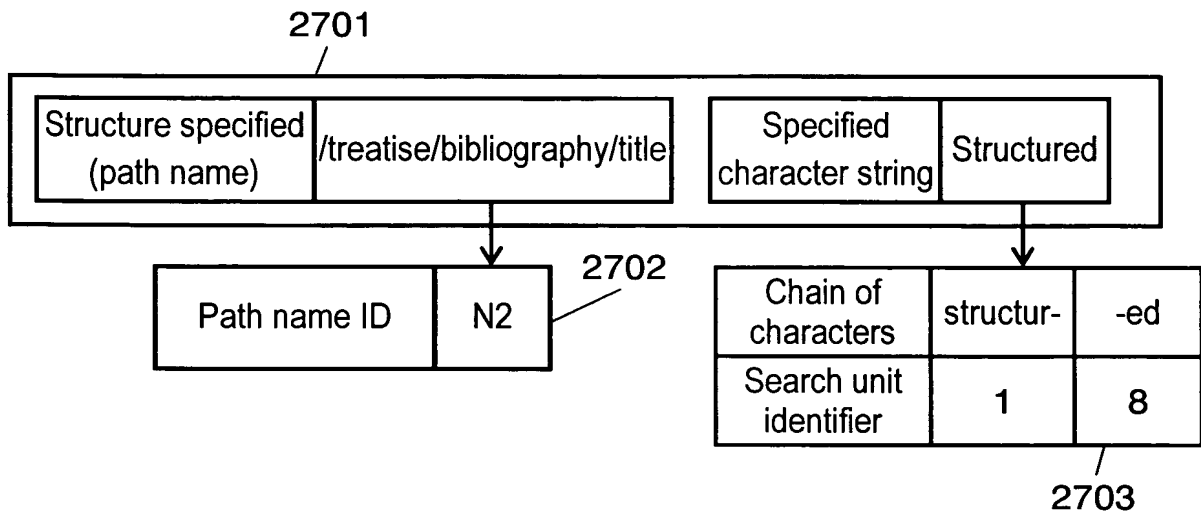 2701
Structure specified
(path name)
/treatise/bibliography/title
Specified
character string
Structured
Path name ID
N2
2702
Chain of
characters
structur-
-ed
Search unit
identifier
1
8
2703